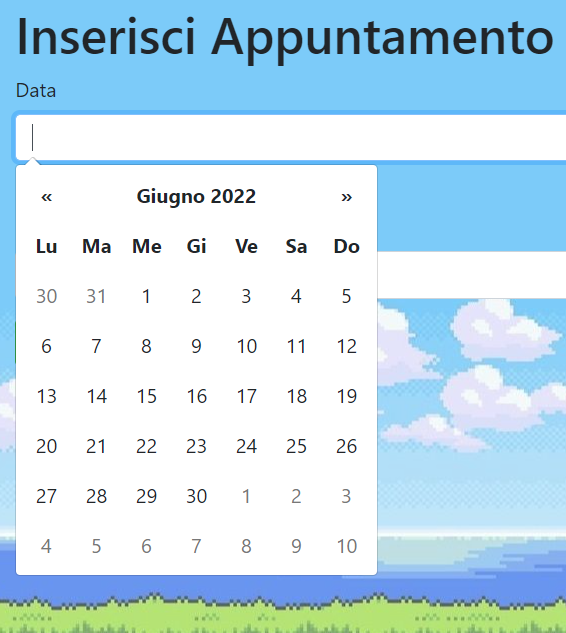 Inserisci Appuntamento
Data
« Giugno 2022 »
Lu Ma Me Gi Ve Sa Do
30 31 1 2 3 4 5
6 7 8 9 10 11 12
13 14 15 16 17 18 19
20 21 22 23 24 25 26
27 28 29 30 1 2 3
4 5 6 7 8 9 10